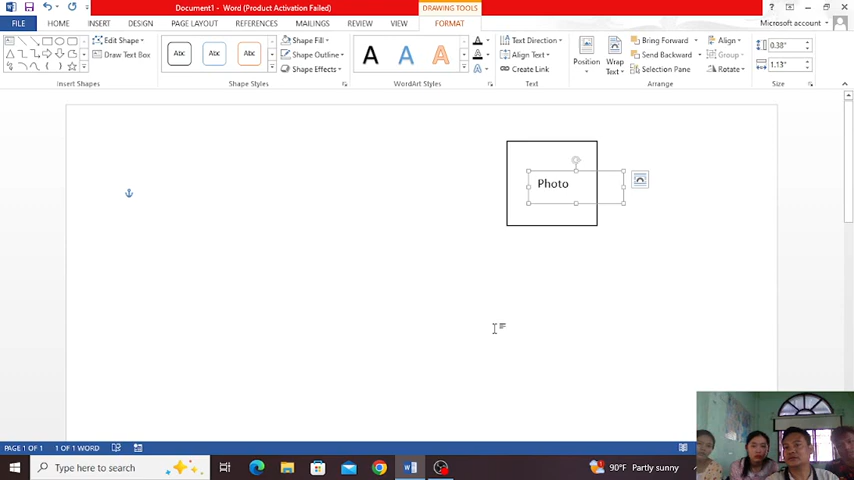 Document1 - Word (Product Activation Failed)
DRAWING TOOLS
FILE HOME INSERT DESIGN PAGE LAYOUT REFERENCES MAILINGS REVIEW VIEW FORMAT Microsoft account
Edit Shape
Draw Text Box
Insert Shapes
Abc Abc Abc
Shape Fill
Shape Outline
Shape Effects
Shape Styles
A A A
WordArt Styles
Text Direction
Align Text
Create Link
Text
Position
Wrap Text
Bring Forward
Send Backward
Selection Pane
Align
Group
Rotate
Arrange
0.38"
1.13"
Size
Photo
PAGE 1 OF 1 1 OF 1 WORD
Type here to search
90°F Partly sunny